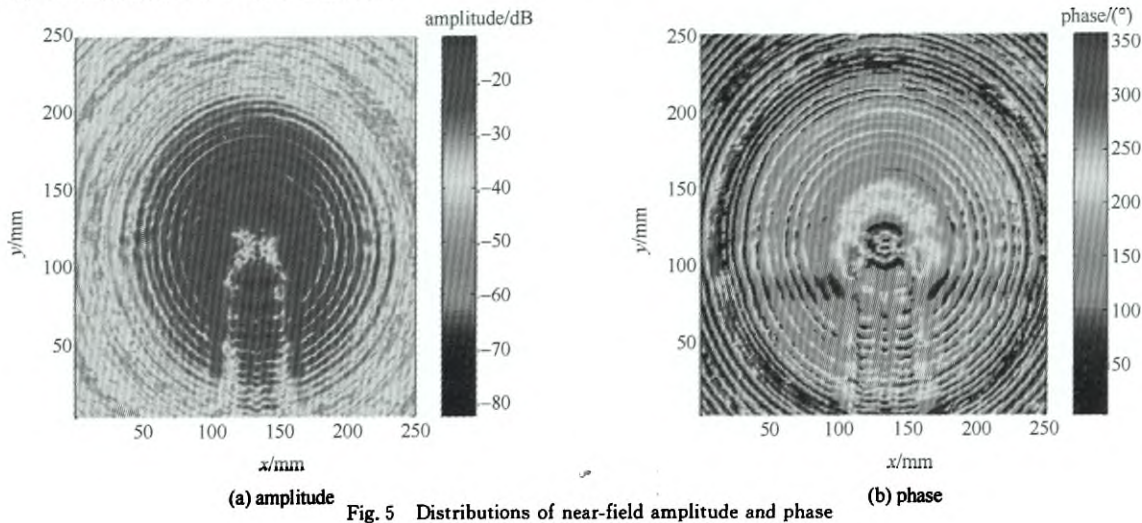 amplitude/dB
250
200
150
100
50
y/mm
50 100 150 200 250
x/mm
-20
-30
-40
-50
-60
-70
-80
(a) amplitude
phase/(°)
250
200
150
100
50
y/mm
50 100 150 200 250
x/mm
350
300
250
200
150
100
50
(b) phase
Fig. 5 Distributions of near-field amplitude and phase